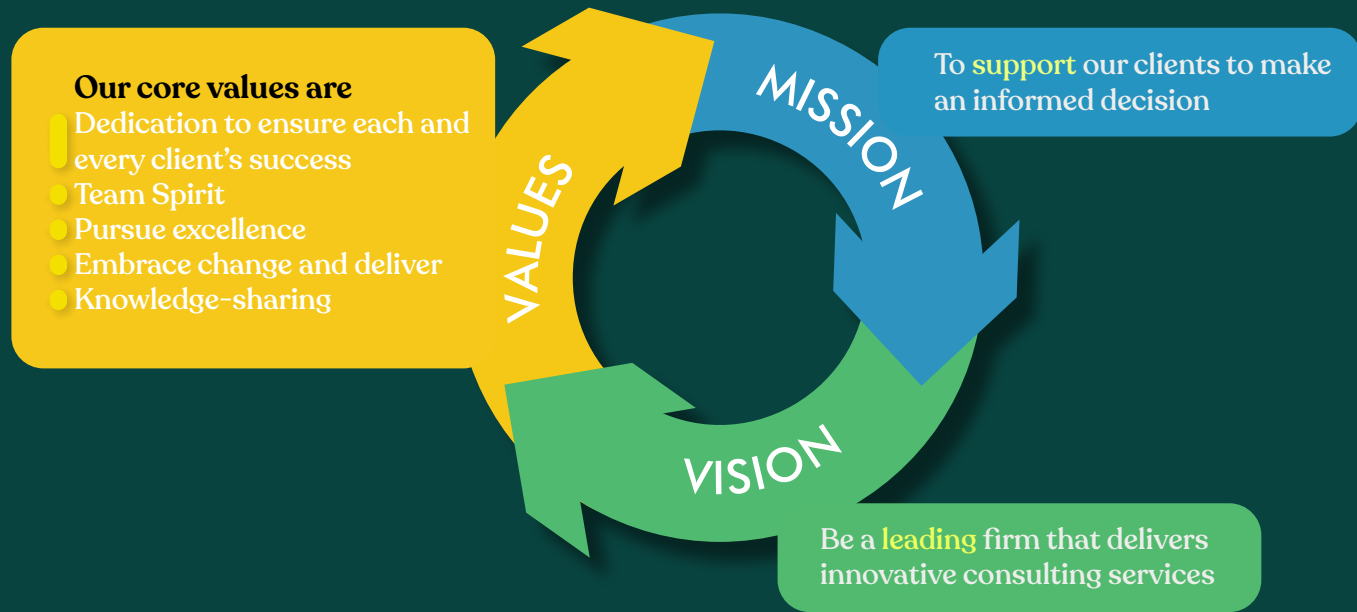 Our core values are
Dedication to ensure each and
every client's success
Team Spirit
Pursue excellence
Embrace change and deliver
Knowledge-sharing
VALUES
MISSION
To support our clients to make
an informed decision
VISION
Be a leading firm that delivers
innovative consulting services